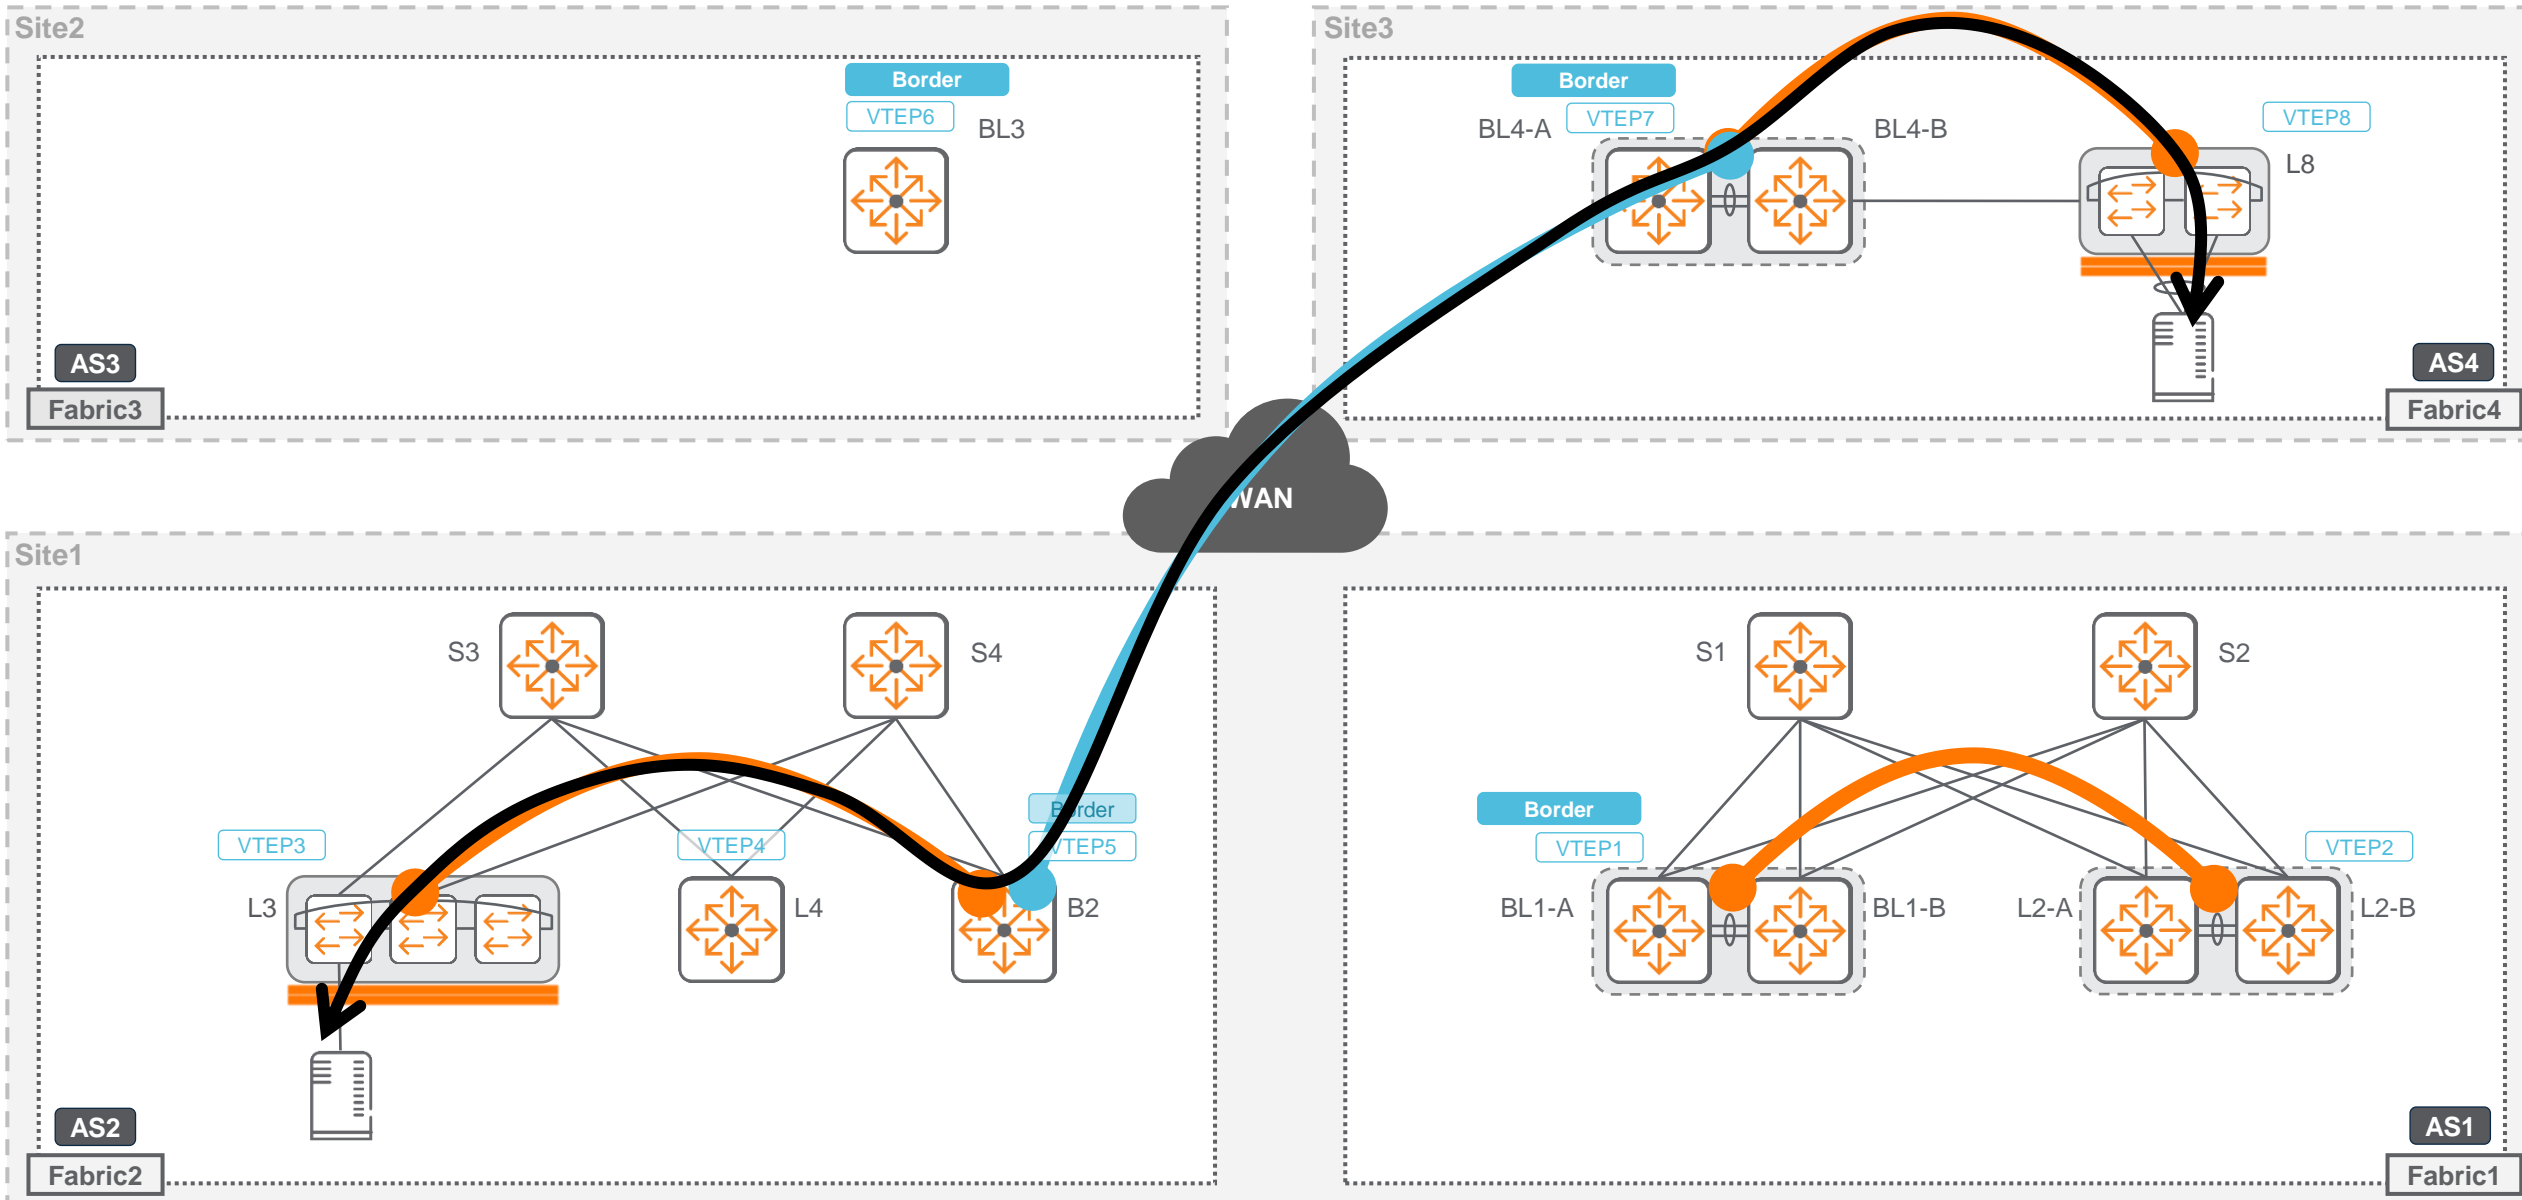 Site2
Border
VTEP6
BL3
AS3
Fabric3
Site3
Border
VTEP7
BL4-A
BL4-B
VTEP8
L8
AS4
Fabric4
WAN
Site1
S3
S4
VTEP3
VTEP4
Border
VTEP5
L3
L4
B2
AS2
Fabric2
S1
S2
Border
VTEP1
VTEP2
BL1-A
BL1-B
L2-A
L2-B
AS1
Fabric1